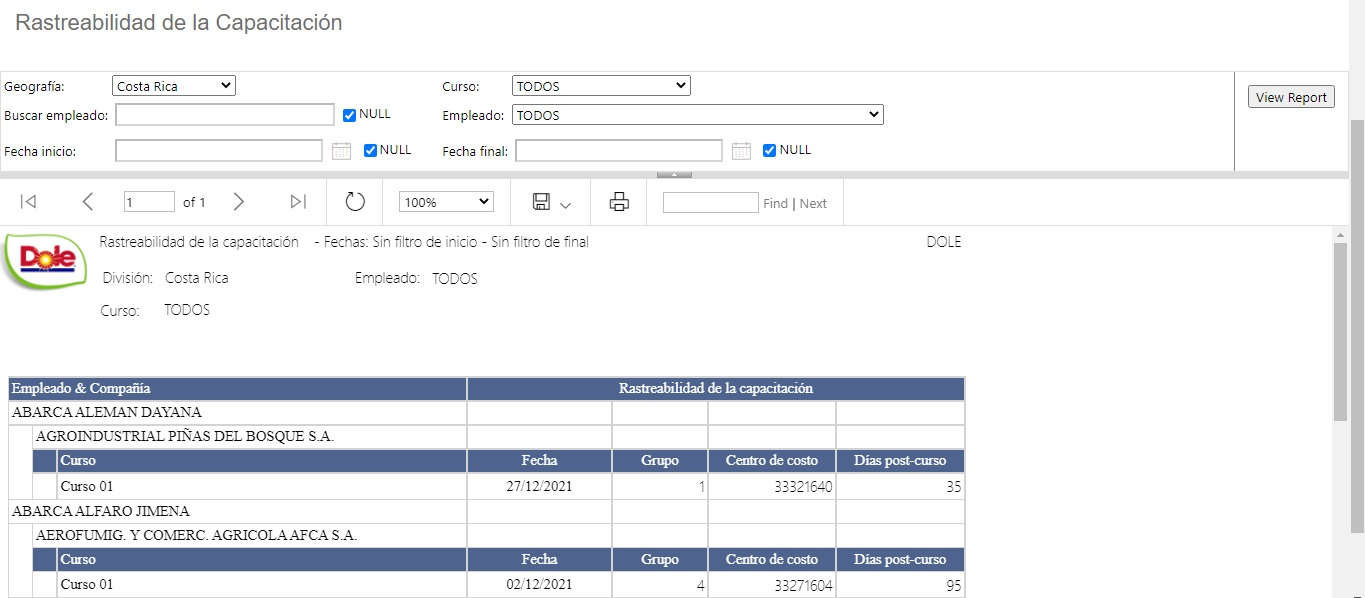 Rastreabilidad de la Capacitación
Geografía: Costa Rica Curso: TODOS View Report
Buscar empleado: NULL Empleado: TODOS
Fecha inicio: NULL Fecha final: NULL
1 of 1 100% Find | Next
Rastreabilidad de la capacitación - Fechas: Sin filtro de inicio - Sin filtro de final DOLE
Dole
División: Costa Rica Empleado: TODOS
Curso: TODOS
Empleado & Compañía Rastreabilidad de la capacitación
ABARCA ALEMAN DAYANA
AGROINDUSTRIAL PIÑAS DEL BOSQUE S.A.
Curso Fecha Grupo Centro de costo Días post-curso
Curso 01 27/12/2021 1 33321640 35
ABARCA ALFARO JIMENA
AEROFUMIG. Y COMERC. AGRICOLA AFCA S.A.
Curso Fecha Grupo Centro de costo Días post-curso
Curso 01 02/12/2021 4 33271604 95